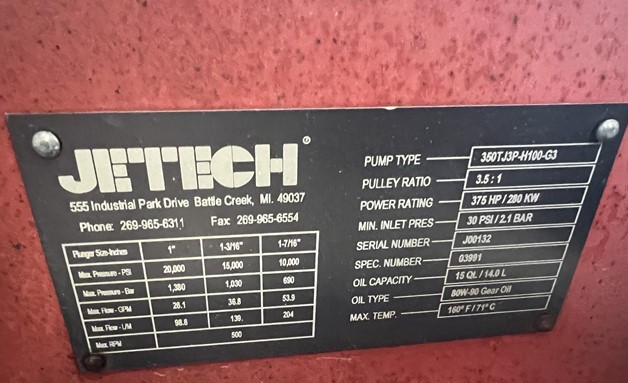 JETECH®
555 Industrial Park Drive Battle Creek, MI. 49037
Phone: 269-965-6311 Fax: 269-965-6554
Plunger Size-Inches 1" 1-3/16" 1-7/16"
Max. Pressure - PSI 20,000 15,000 10,000
Max. Pressure - Bar 1,380 1,030 690
Max. Flow - GPM 26.1 36.8 53.9
Max. Flow - L/M 98.8 139. 204
Max. RPM 500
PUMP TYPE 350TJ3P-H100-G3
PULLEY RATIO 3.5 : 1
POWER RATING 375 HP / 280 KW
MIN. INLET PRES 30 PSI / 2.1 BAR
SERIAL NUMBER J00132
SPEC. NUMBER 03991
OIL CAPACITY 15 QL / 14.0 L
OIL TYPE 80W-90 Gear Oil
MAX. TEMP. 160° F / 71° C